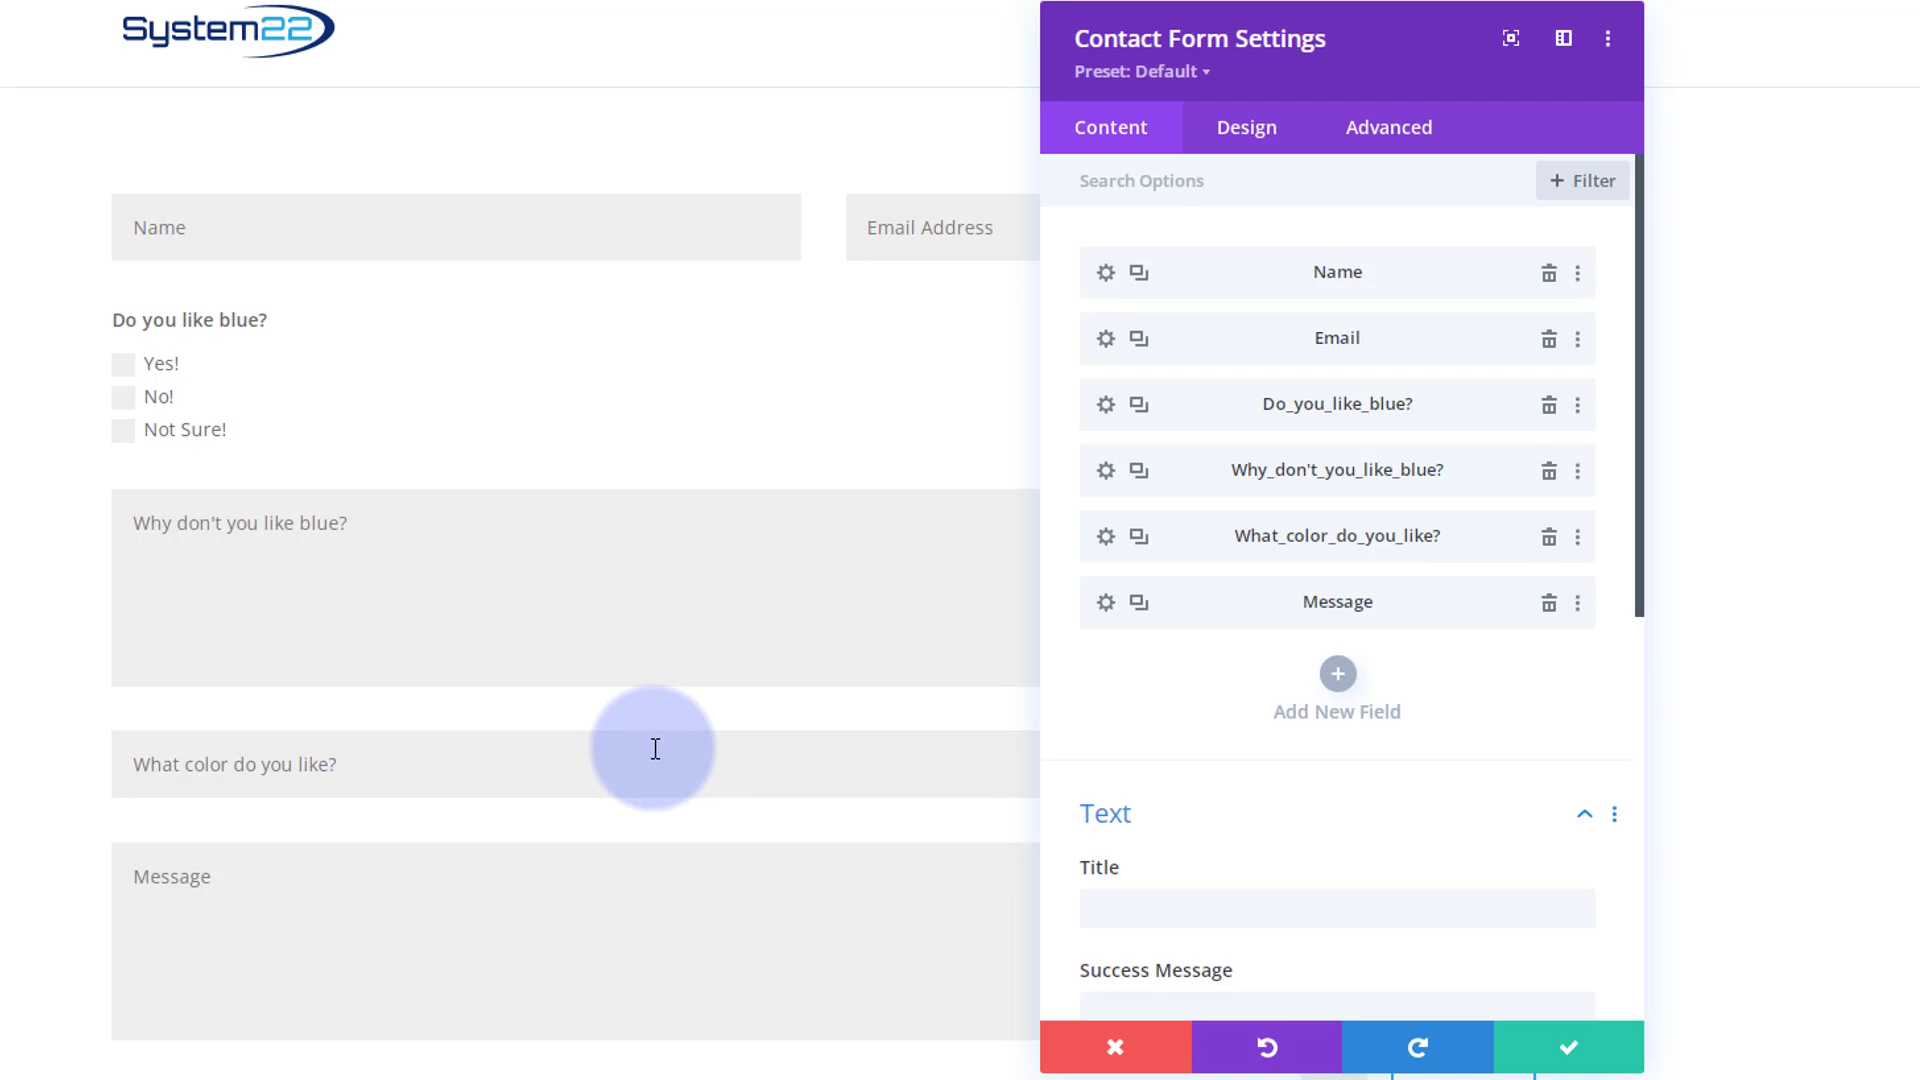 System22
Name
Email Address
Do you like blue?
Yes!
No!
Not Sure!
Why don't you like blue?
What color do you like?
Message
Contact Form Settings
Preset: Default
Content
Design
Advanced
Search Options
+ Filter
Name
Email
Do_you_like_blue?
Why_don't_you_like_blue?
What_color_do_you_like?
Message
Add New Field
Text
Title
Success Message